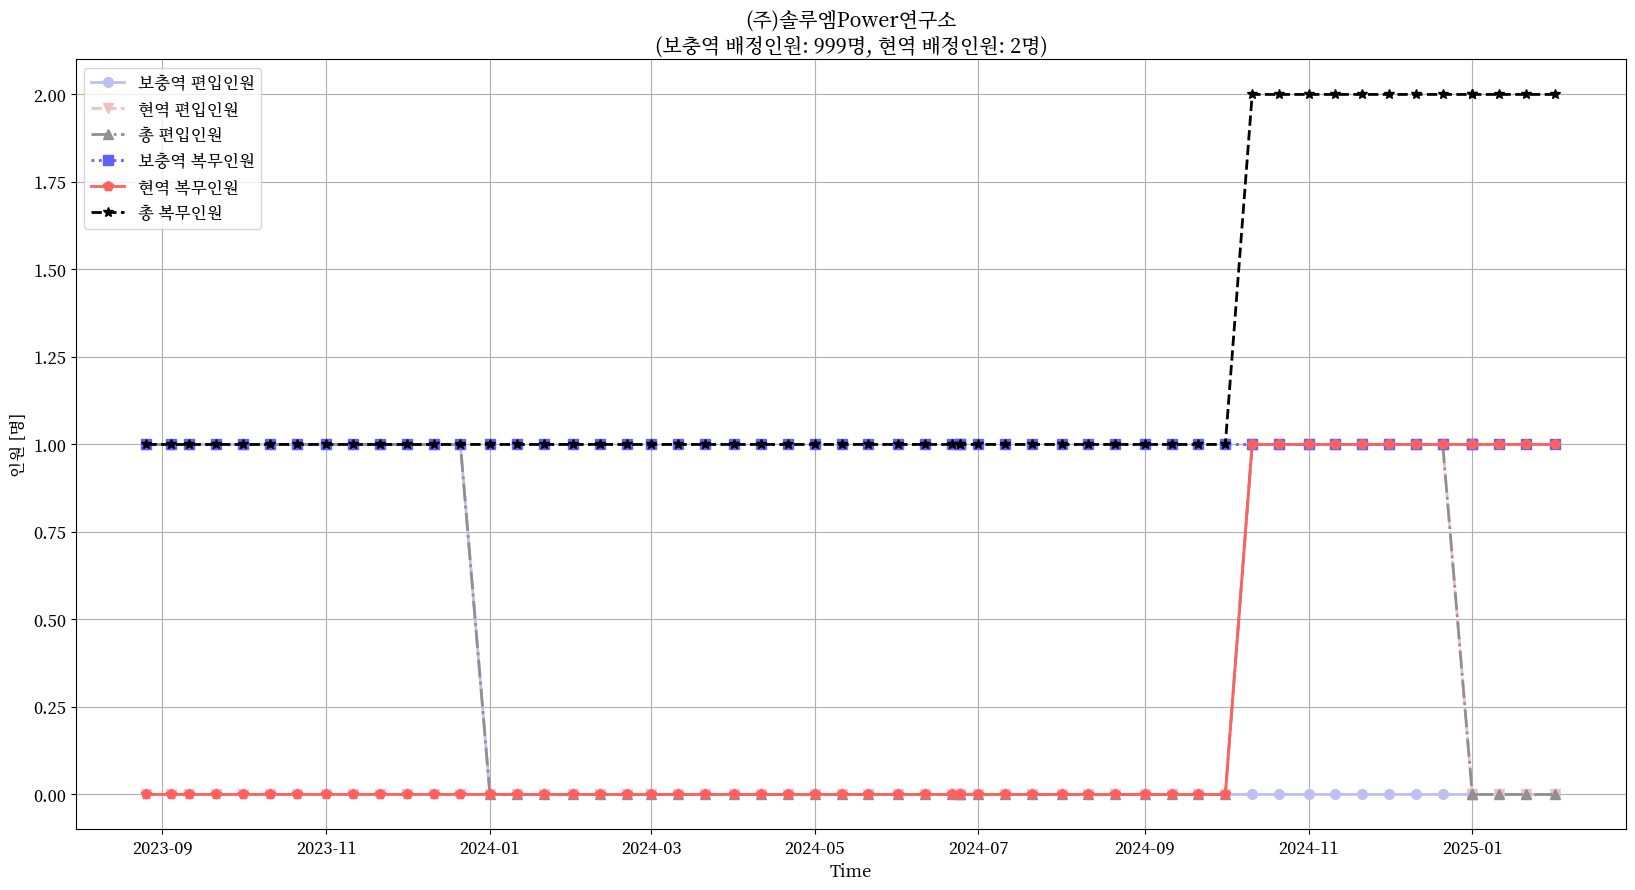 (주)솔루엠Power연구소
(보충역 배정인원: 999명, 현역 배정인원: 2명)
보충역 편입인원
현역 편입인원
총 편입인원
보충역 복무인원
현역 복무인원
총 복무인원
2.00
1.75
1.50
1.25
1.00
0.75
0.50
0.25
0.00
인원 [명]
2023-09 2023-11 2024-01 2024-03 2024-05 2024-07 2024-09 2024-11 2025-01
Time